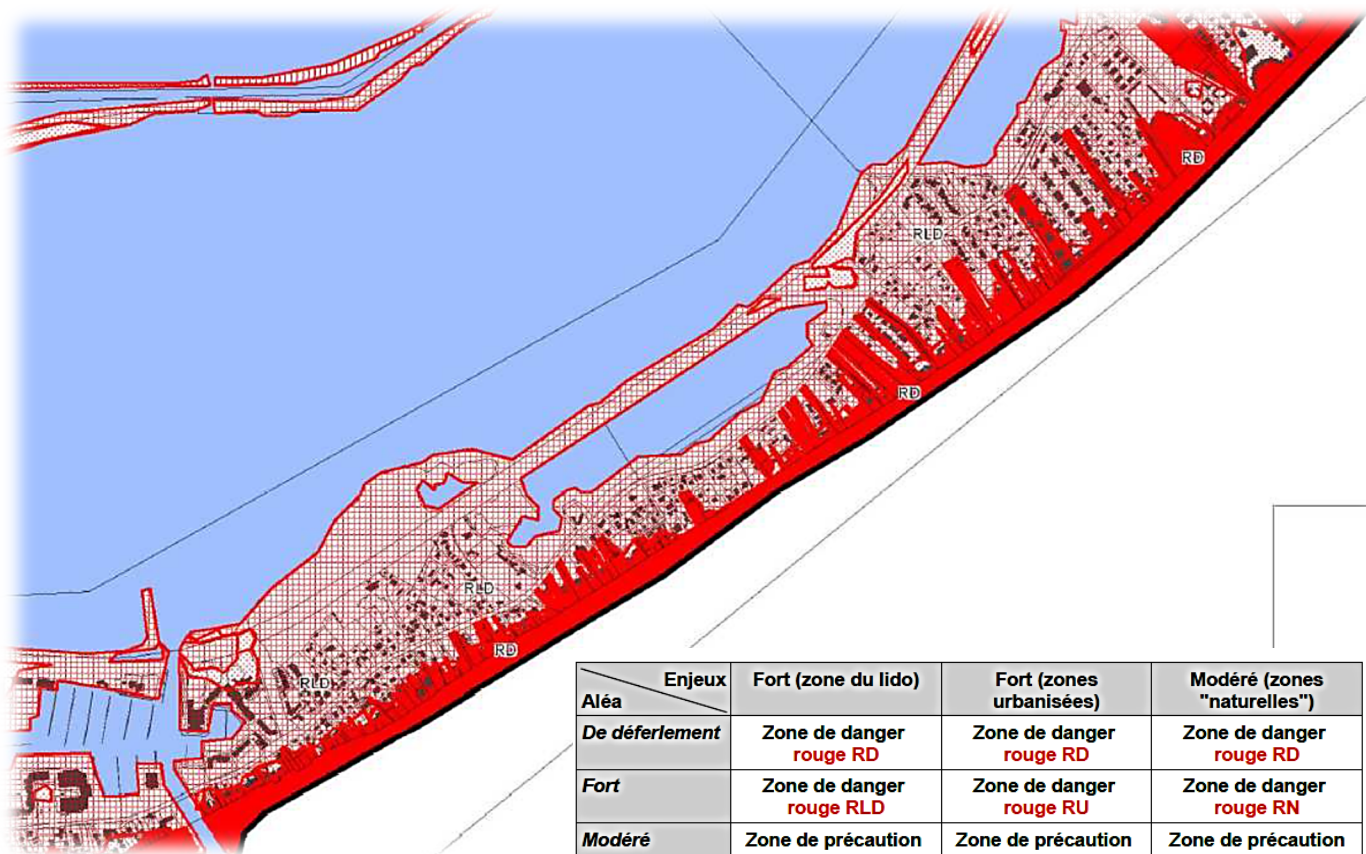 RD
RLD
RD
RLD
RD
RLD
Enjeux
Aléa
Fort (zone du lido)
Fort (zones
urbanisées)
Modéré (zones
"naturelles")
De déferlement
Zone de danger
rouge RD
Zone de danger
rouge RD
Zone de danger
rouge RD
Fort
Zone de danger
rouge RLD
Zone de danger
rouge RU
Zone de danger
rouge RN
Modéré
Zone de précaution
Zone de précaution
Zone de précaution